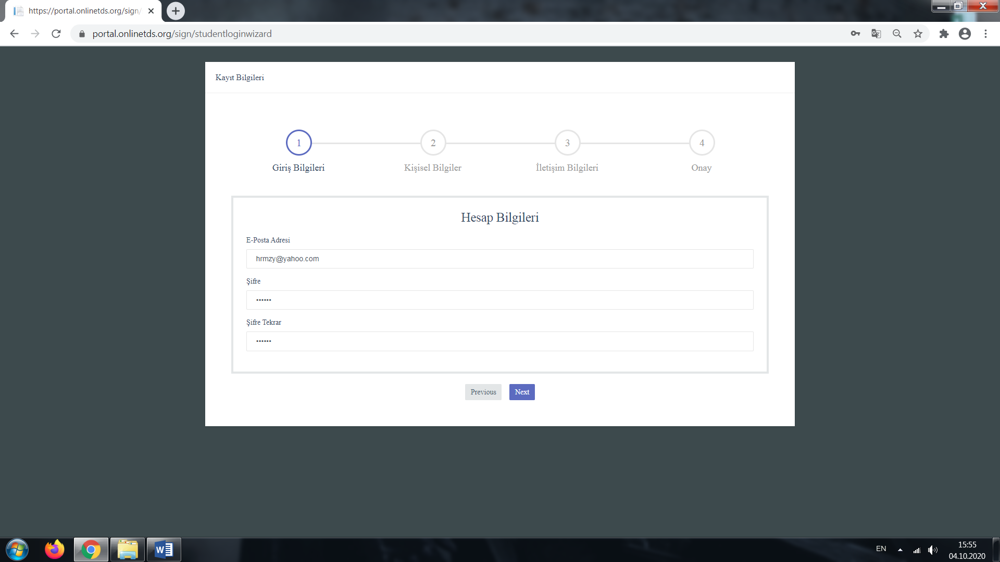 https://portal.onlinetds.org/sign/
portal.onlinetds.org/sign/studentloginwizard
Kayıt Bilgileri
1
2
3
4
Giriş Bilgileri
Kişisel Bilgiler
İletişim Bilgileri
Onay
Hesap Bilgileri
E-Posta Adresi
hrmzy@yahoo.com
Şifre
••••••
Şifre Tekrar
••••••
Previous
Next
EN
15:55
04.10.2020